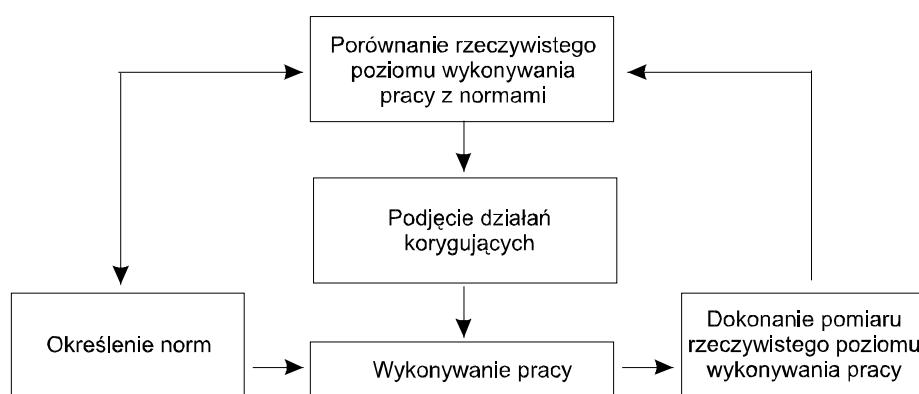 Porównanie rzeczywistego
poziomu wykonywania
pracy z normami
Podjęcie działań
korygujących
Określenie norm
Wykonywanie pracy
Dokonanie pomiaru
rzeczywistego poziomu
wykonywania pracy